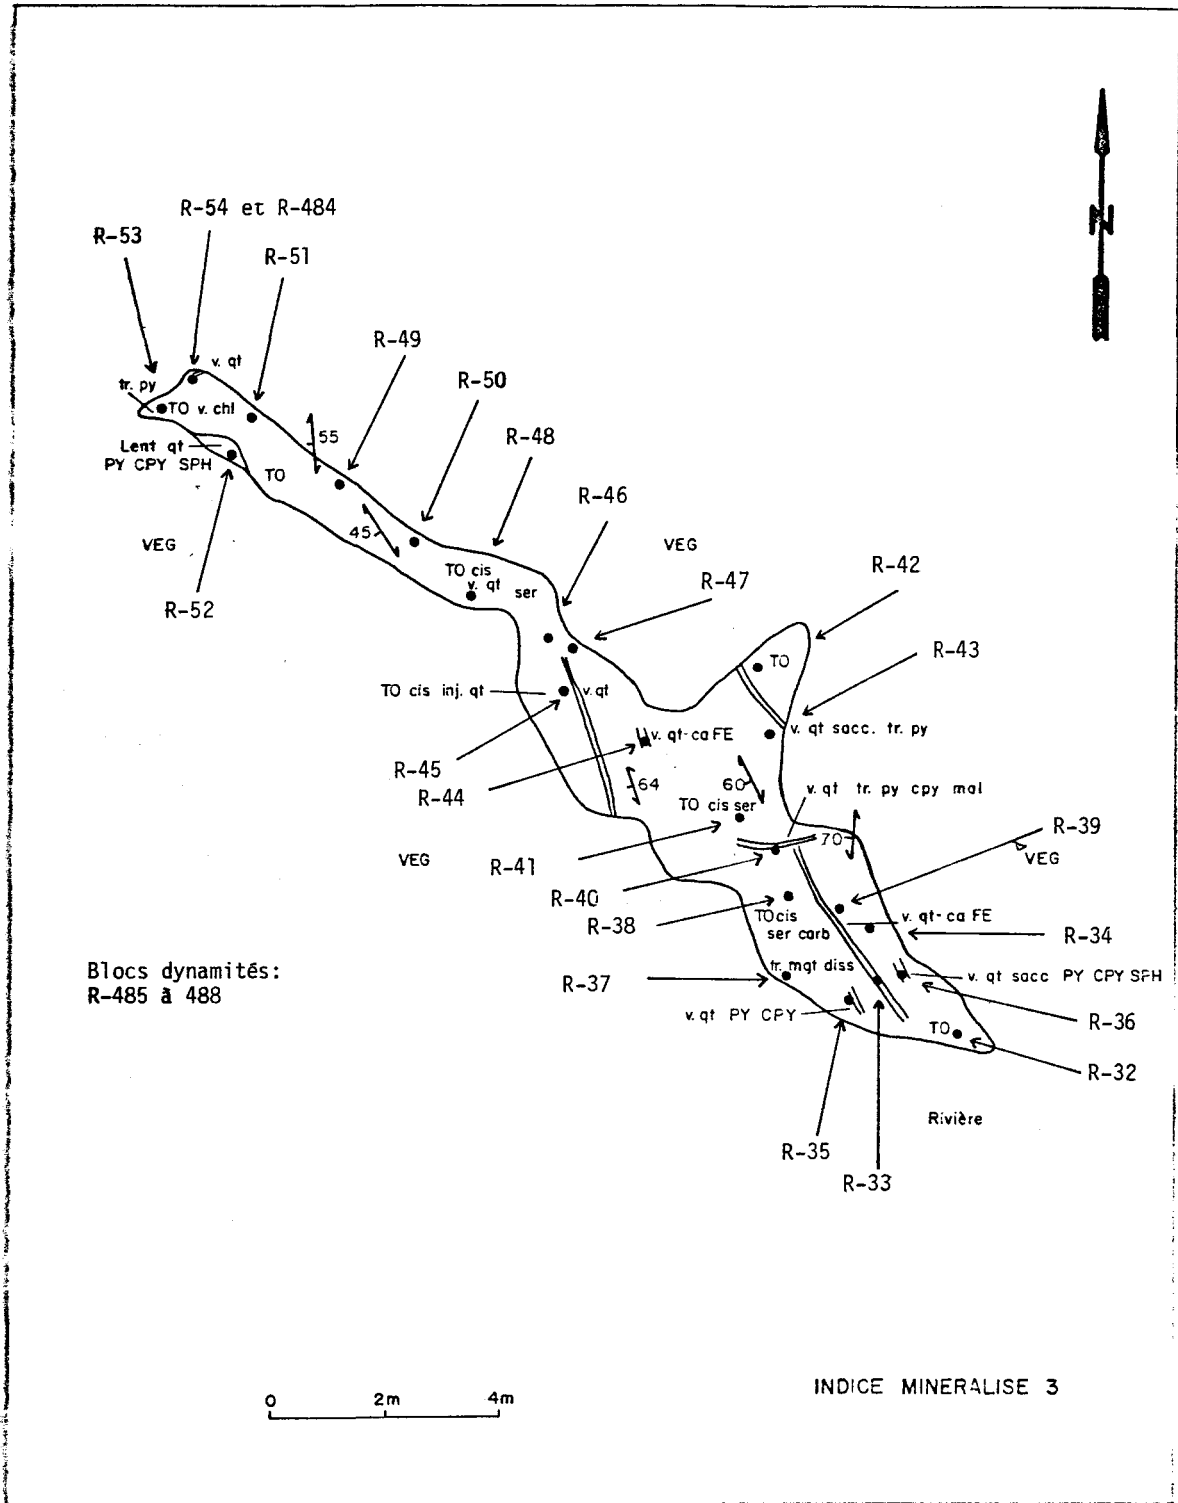 N
R-54 et R-484
R-53
R-51
R-49
v. qt
R-50
tr. py
TO v. chl
55
R-48
Lent qt
PY CPY SPH
TO
R-46
45
VEG
VEG
R-42
TO cis
v. qt ser
R-47
R-52
R-43
TO
TO cis inj. qt
v. qt
v. qt sacc. tr. py
v. qt-ca FE
R-45
R-44
64
60
v. qt tr. py cpy mal
TO cis ser
R-39
70
VEG
VEG
R-41
R-40
R-38
TO cis
ser carb
v. qt-ca FE
R-34
Blocs dynamités:
R-485 à 488
tr. mgt diss
R-37
v. qt sacc PY CPY SPH
v. qt PY CPY
R-36
TO
R-32
Rivière
R-35
R-33
INDICE MINERALISE 3
0 2m 4m